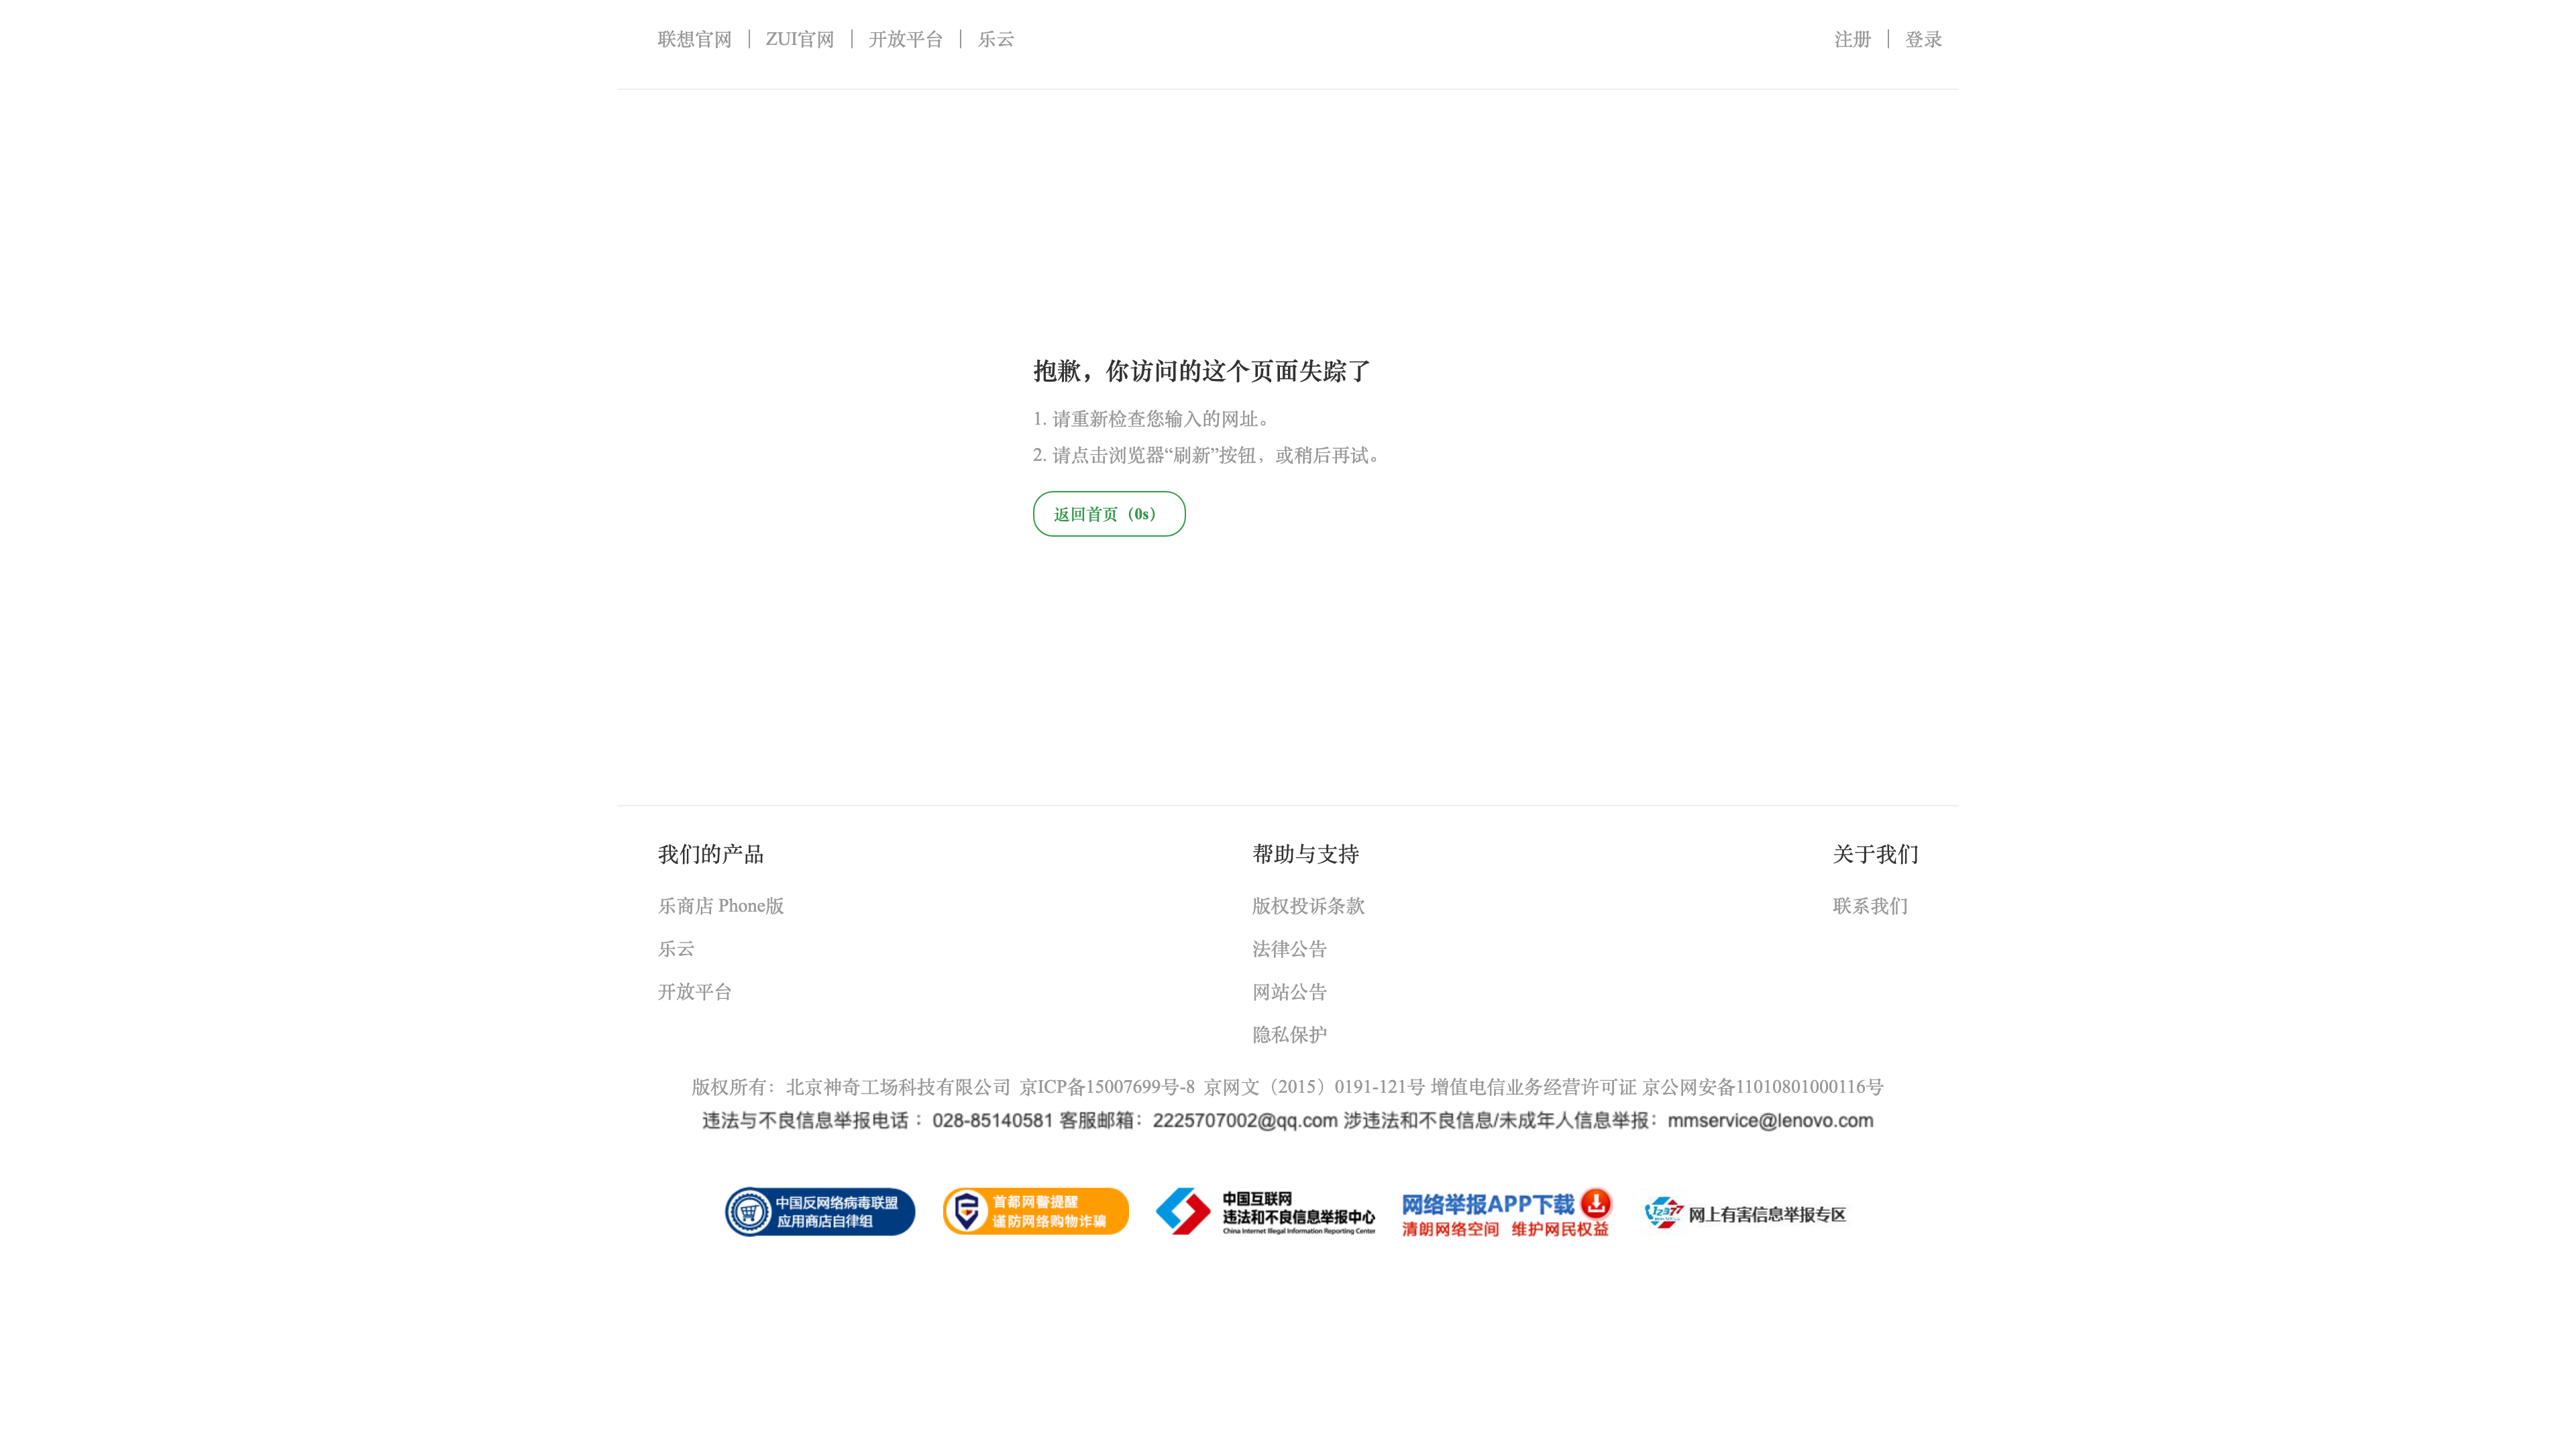 联想官网 | ZUI官网 | 开放平台 | 乐云
注册 | 登录
抱歉，你访问的这个页面失踪了
1. 请重新检查您输入的网址。
2. 请点击浏览器“刷新”按钮，或稍后再试。
返回首页（0s）
我们的产品
乐商店 Phone版
乐云
开放平台
帮助与支持
版权投诉条款
法律公告
网站公告
隐私保护
关于我们
联系我们
版权所有：北京神奇工场科技有限公司 京ICP备15007699号-8 京网文（2015）0191-121号 增值电信业务经营许可证 京公网安备11010801000116号
违法与不良信息举报电话： 028-85140581 客服邮箱：2225707002@qq.com 涉违法和不良信息/未成年人信息举报：mmservice@lenovo.com
中国反网络病毒联盟
应用商店自律组
首都网警提醒
谨防网络购物诈骗
中国互联网
违法和不良信息举报中心
China Internet Illegal Information Reporting Center
网络举报APP下载
清朗网络空间 维护网民权益
12377 网上有害信息举报专区